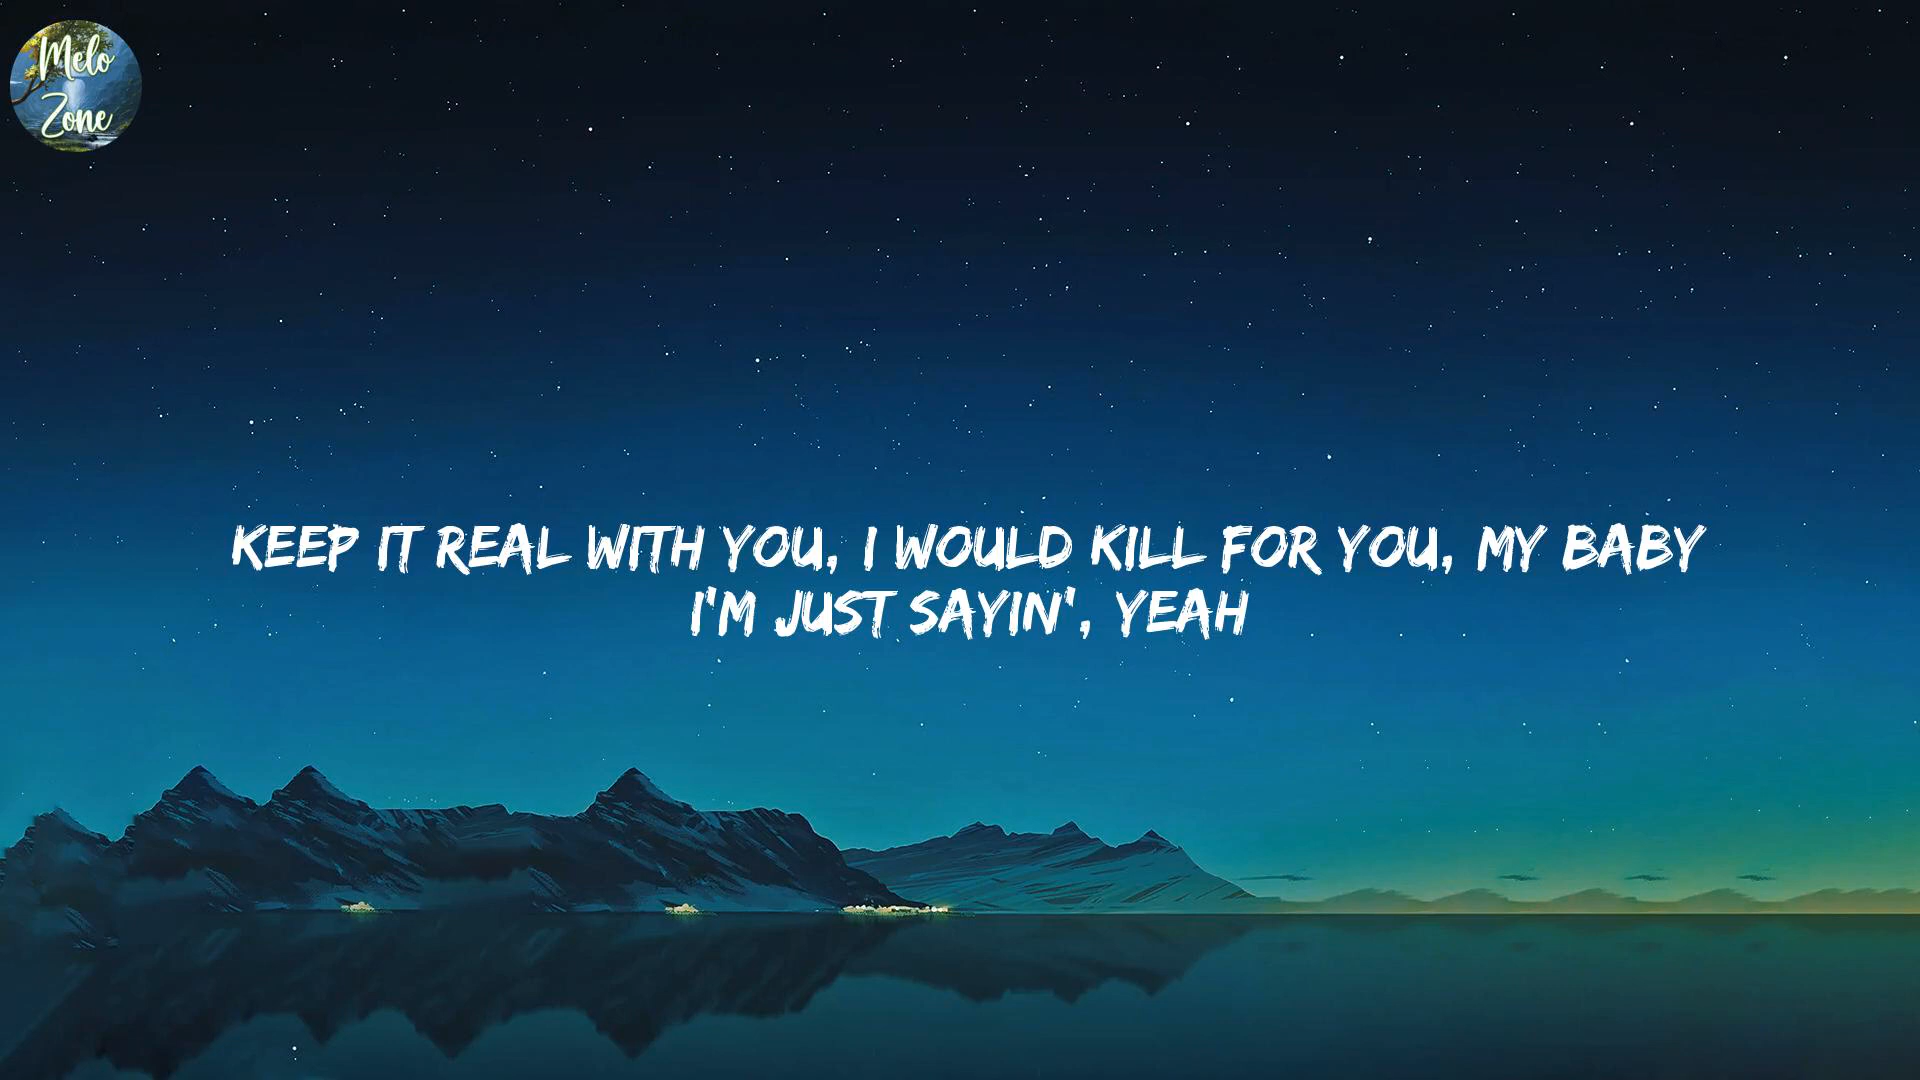 Melo
Zone
KEEP IT REAL WITH YOU, I WOULD KILL FOR YOU, MY BABY
I'M JUST SAYIN', YEAH